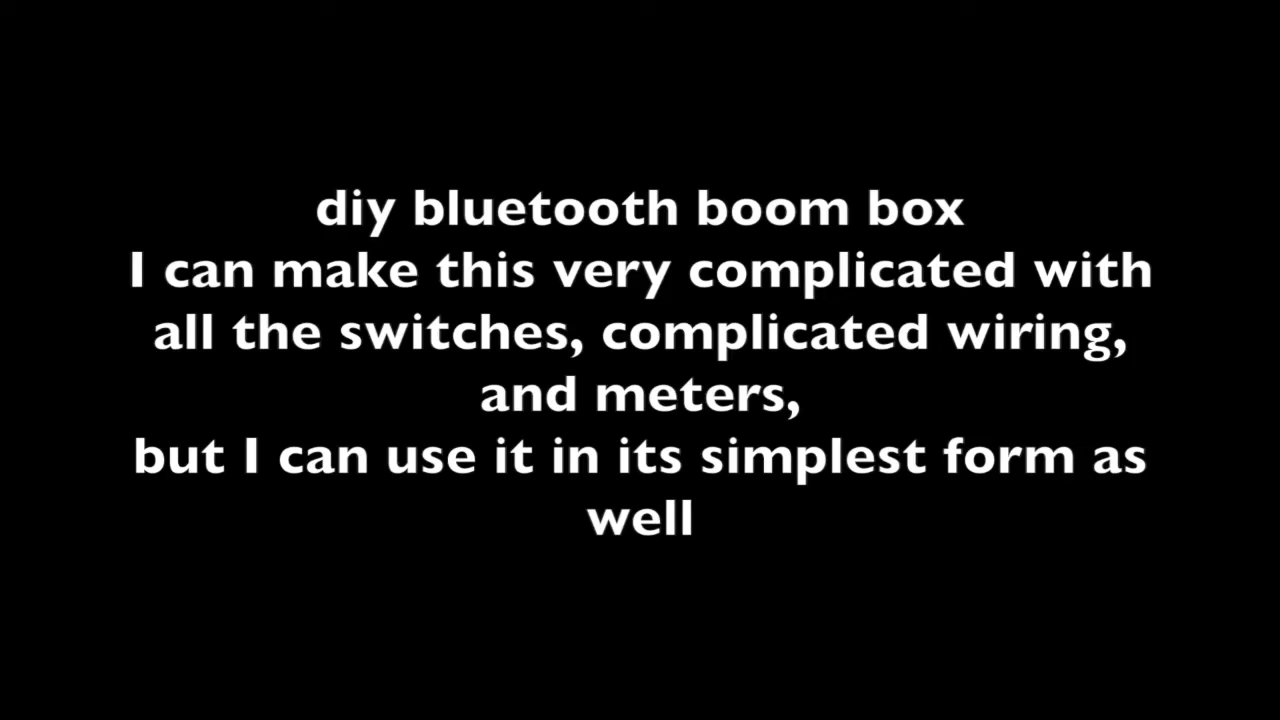 diy bluetooth boom box
I can make this very complicated with
all the switches, complicated wiring,
and meters,
but I can use it in its simplest form as
well